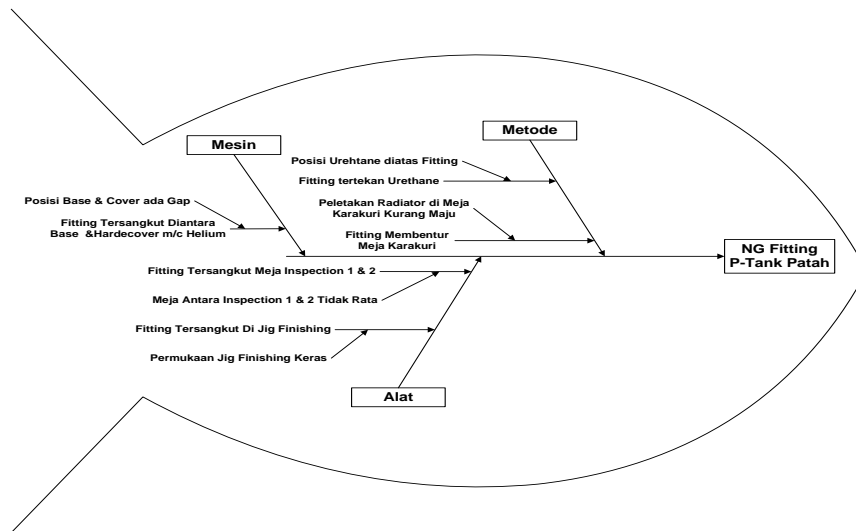 Mesin
Metode
Posisi Urehtane diatas Fitting
Fitting tertekan Urethane
Posisi Base & Cover ada Gap
Peletakan Radiator di Meja
Karakuri Kurang Maju
Fitting Tersangkut Diantara
Base &Hardecover m/c Helium
Fitting Membentur
Meja Karakuri
NG Fitting
P-Tank Patah
Fitting Tersangkut Meja Inspection 1 & 2
Meja Antara Inspection 1 & 2 Tidak Rata
Fitting Tersangkut Di Jig Finishing
Permukaan Jig Finishing Keras
Alat